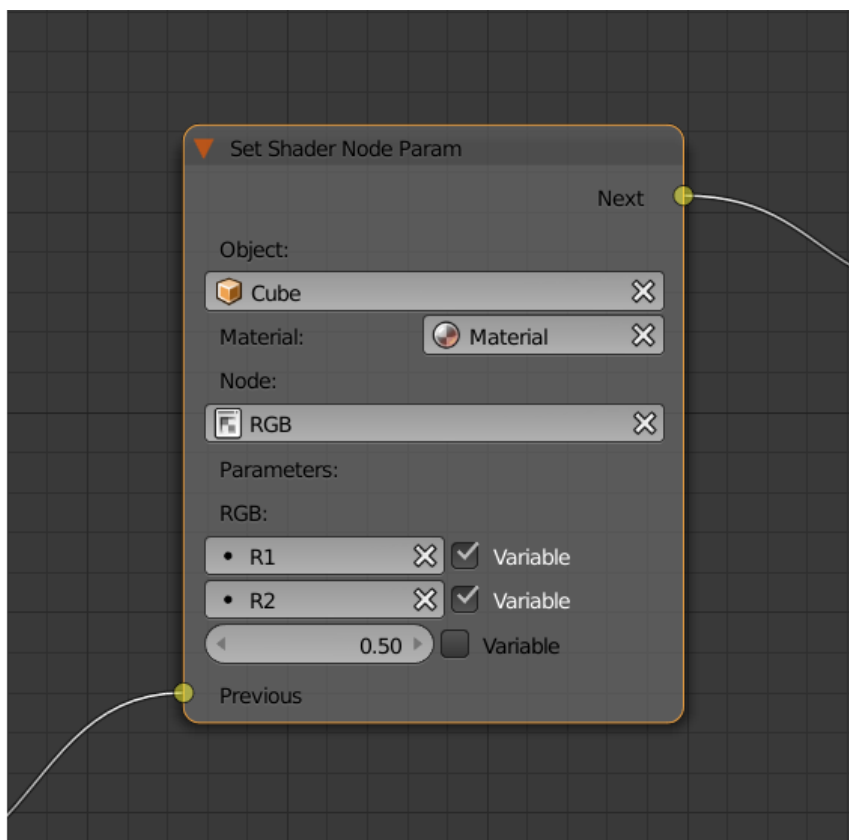 Set Shader Node Param
Next
Object:
Cube
Material: Material
Node:
RGB
Parameters:
RGB:
R1 Variable
R2 Variable
0.50 Variable
Previous